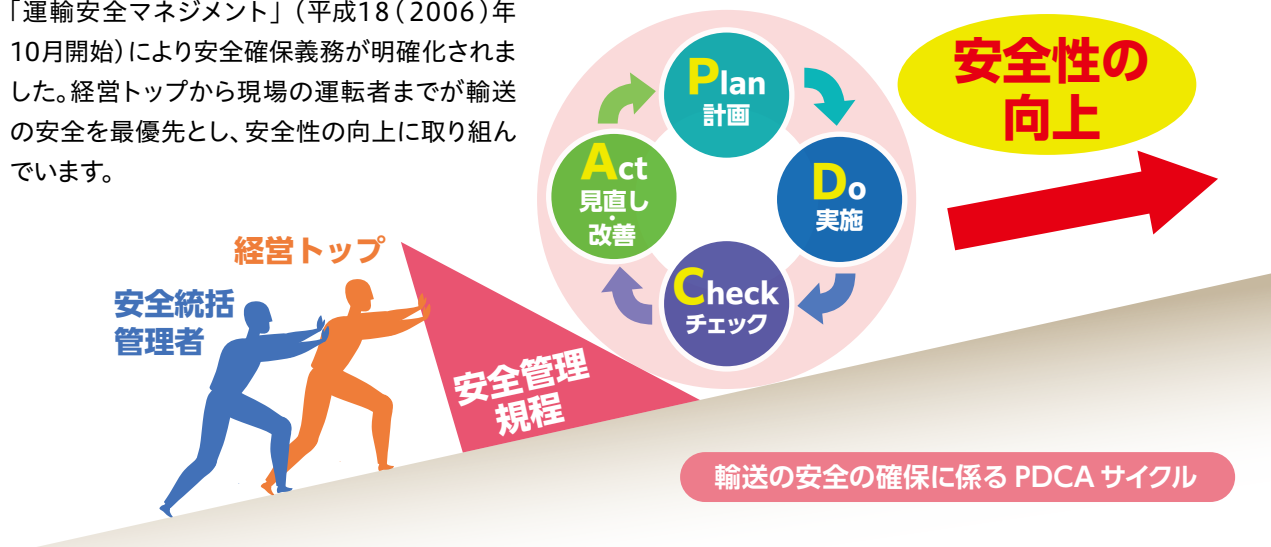 「運輸安全マネジメント」（平成18（2006）年
10月開始）により安全確保義務が明確化されま
した。経営トップから現場の運転者までが輸送
の安全を最優先とし、安全性の向上に取り組ん
でいます。
Plan
計画
Do
実施
Check
チェック
Act
見直し
・
改善
安全性の
向上
経営トップ
安全統括
管理者
安全管理
規程
輸送の安全の確保に係る PDCA サイクル